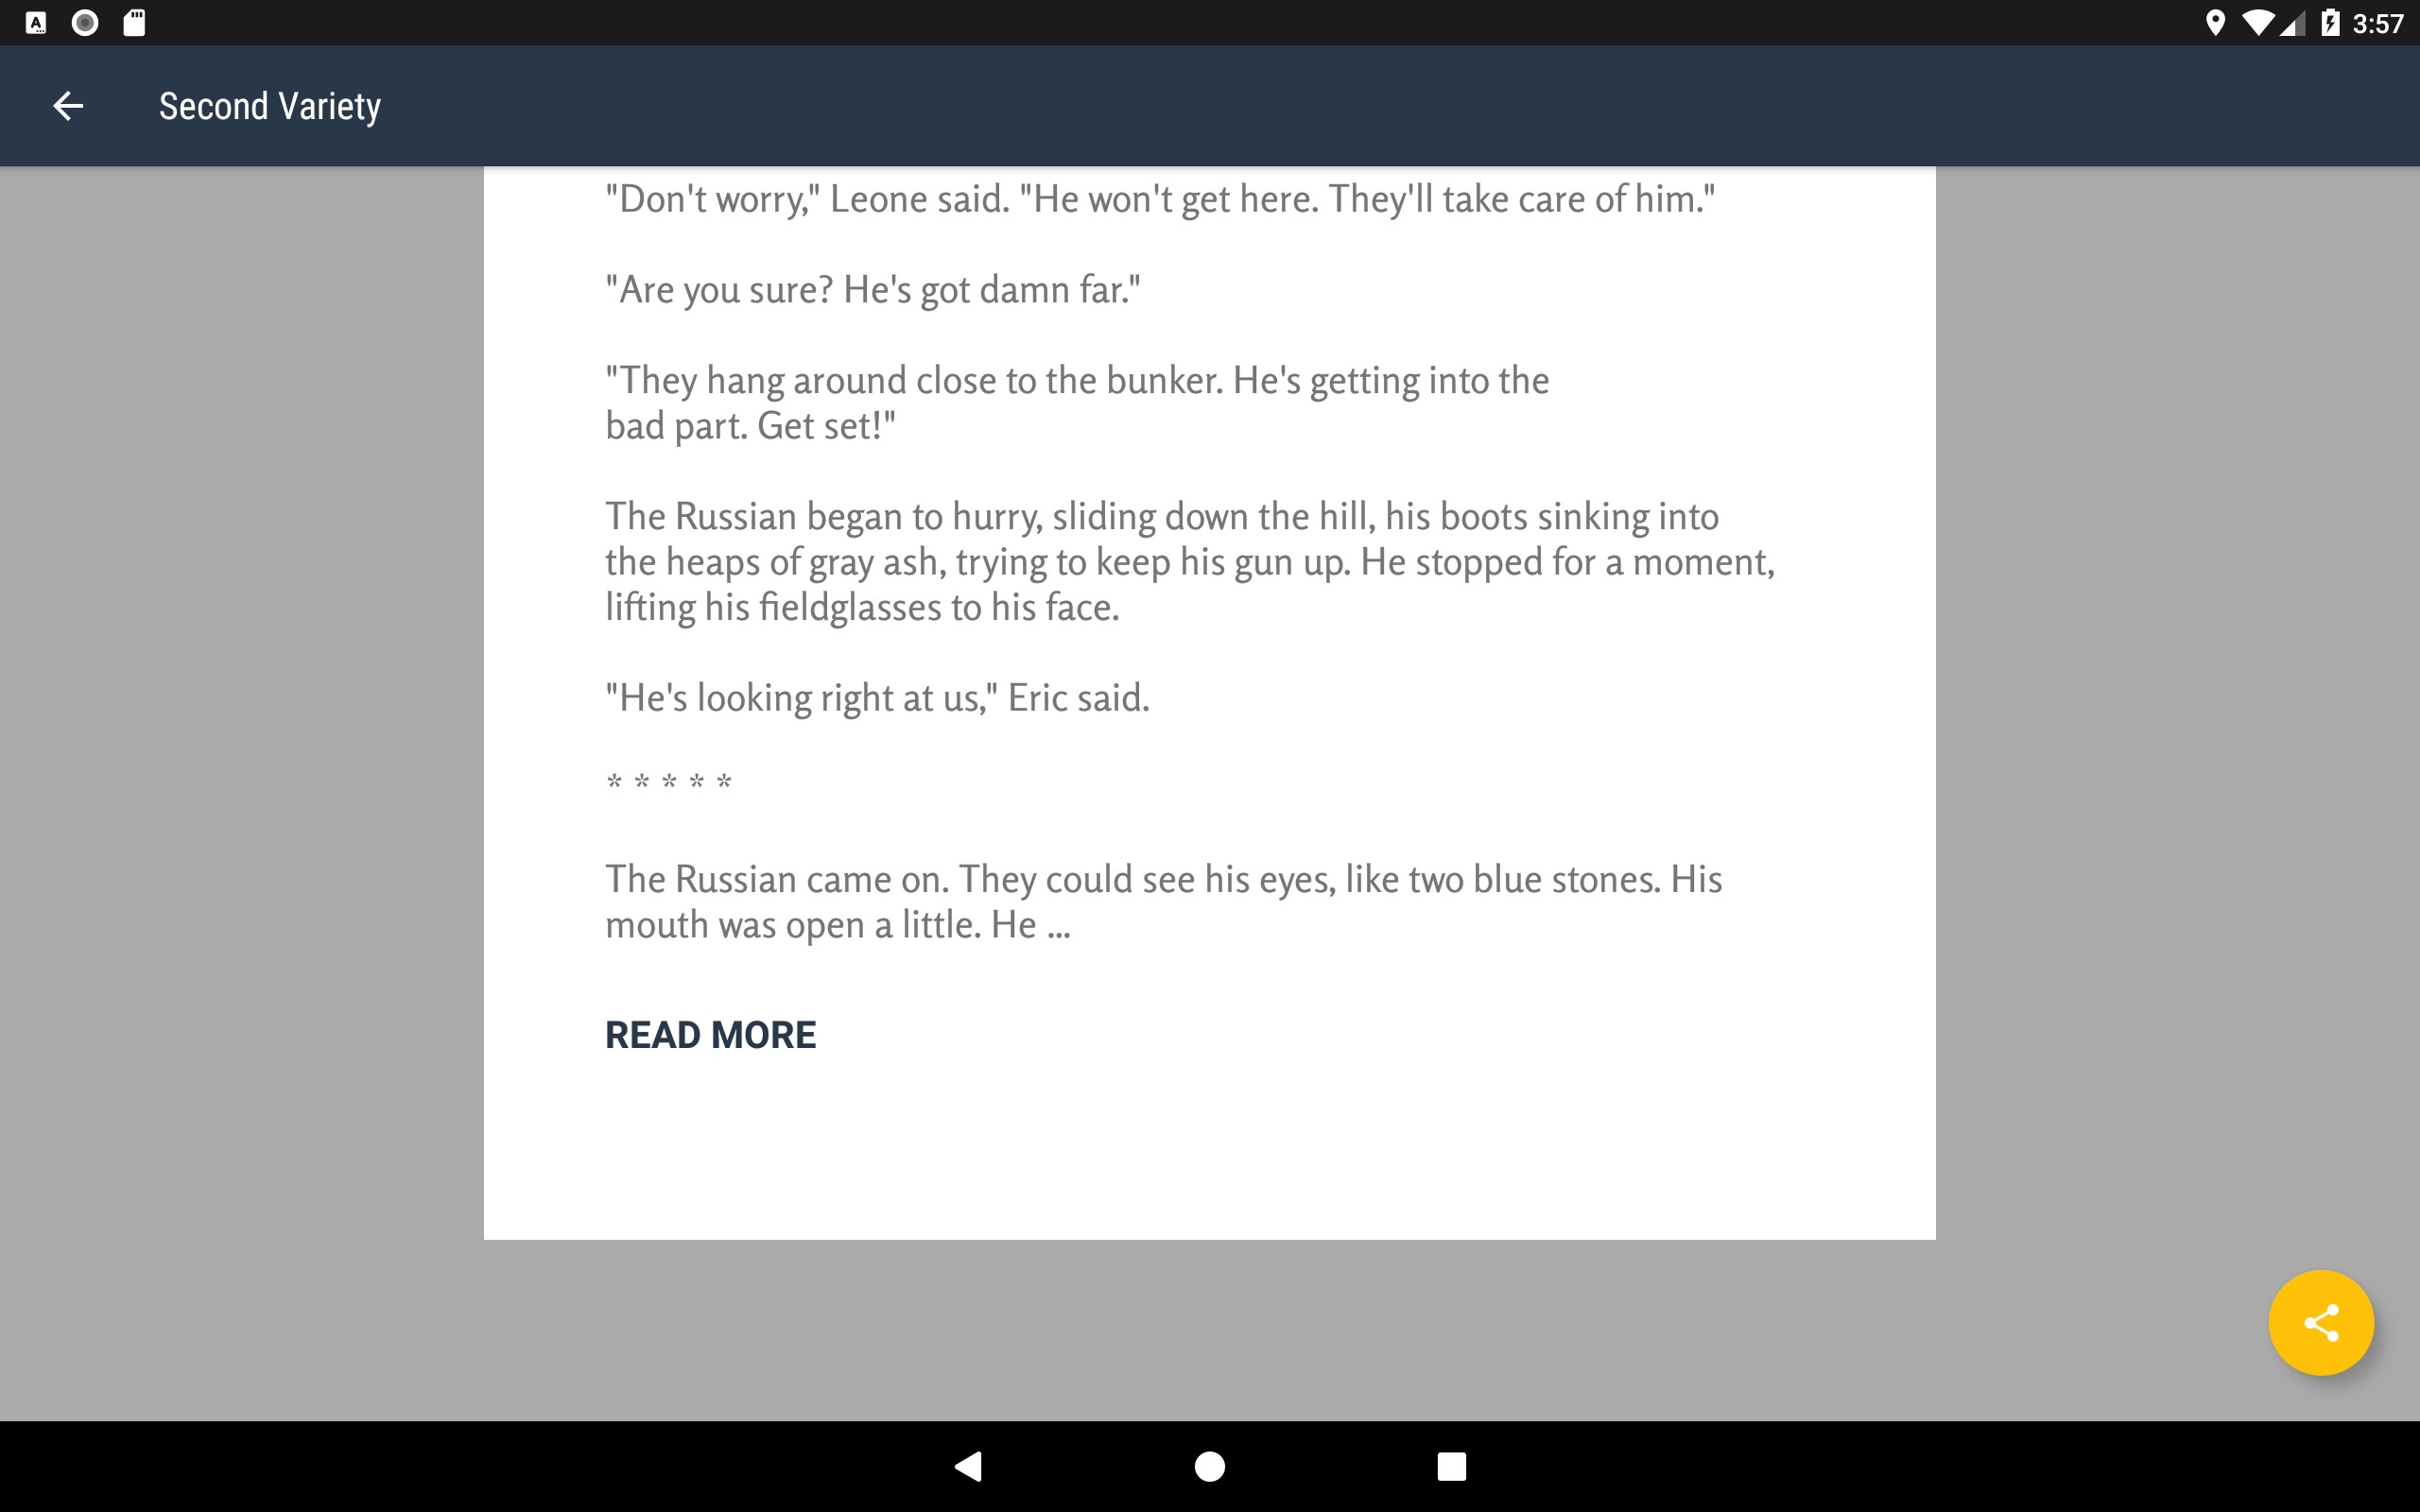 3:57
Second Variety
"Don't worry," Leone said. "He won't get here. They'll take care of him."
"Are you sure? He's got damn far."
"They hang around close to the bunker. He's getting into the
bad part. Get set!"
The Russian began to hurry, sliding down the hill, his boots sinking into
the heaps of gray ash, trying to keep his gun up. He stopped for a moment,
lifting his fieldglasses to his face.
"He's looking right at us," Eric said.
* * * * *
The Russian came on. They could see his eyes, like two blue stones. His
mouth was open a little. He ...
READ MORE